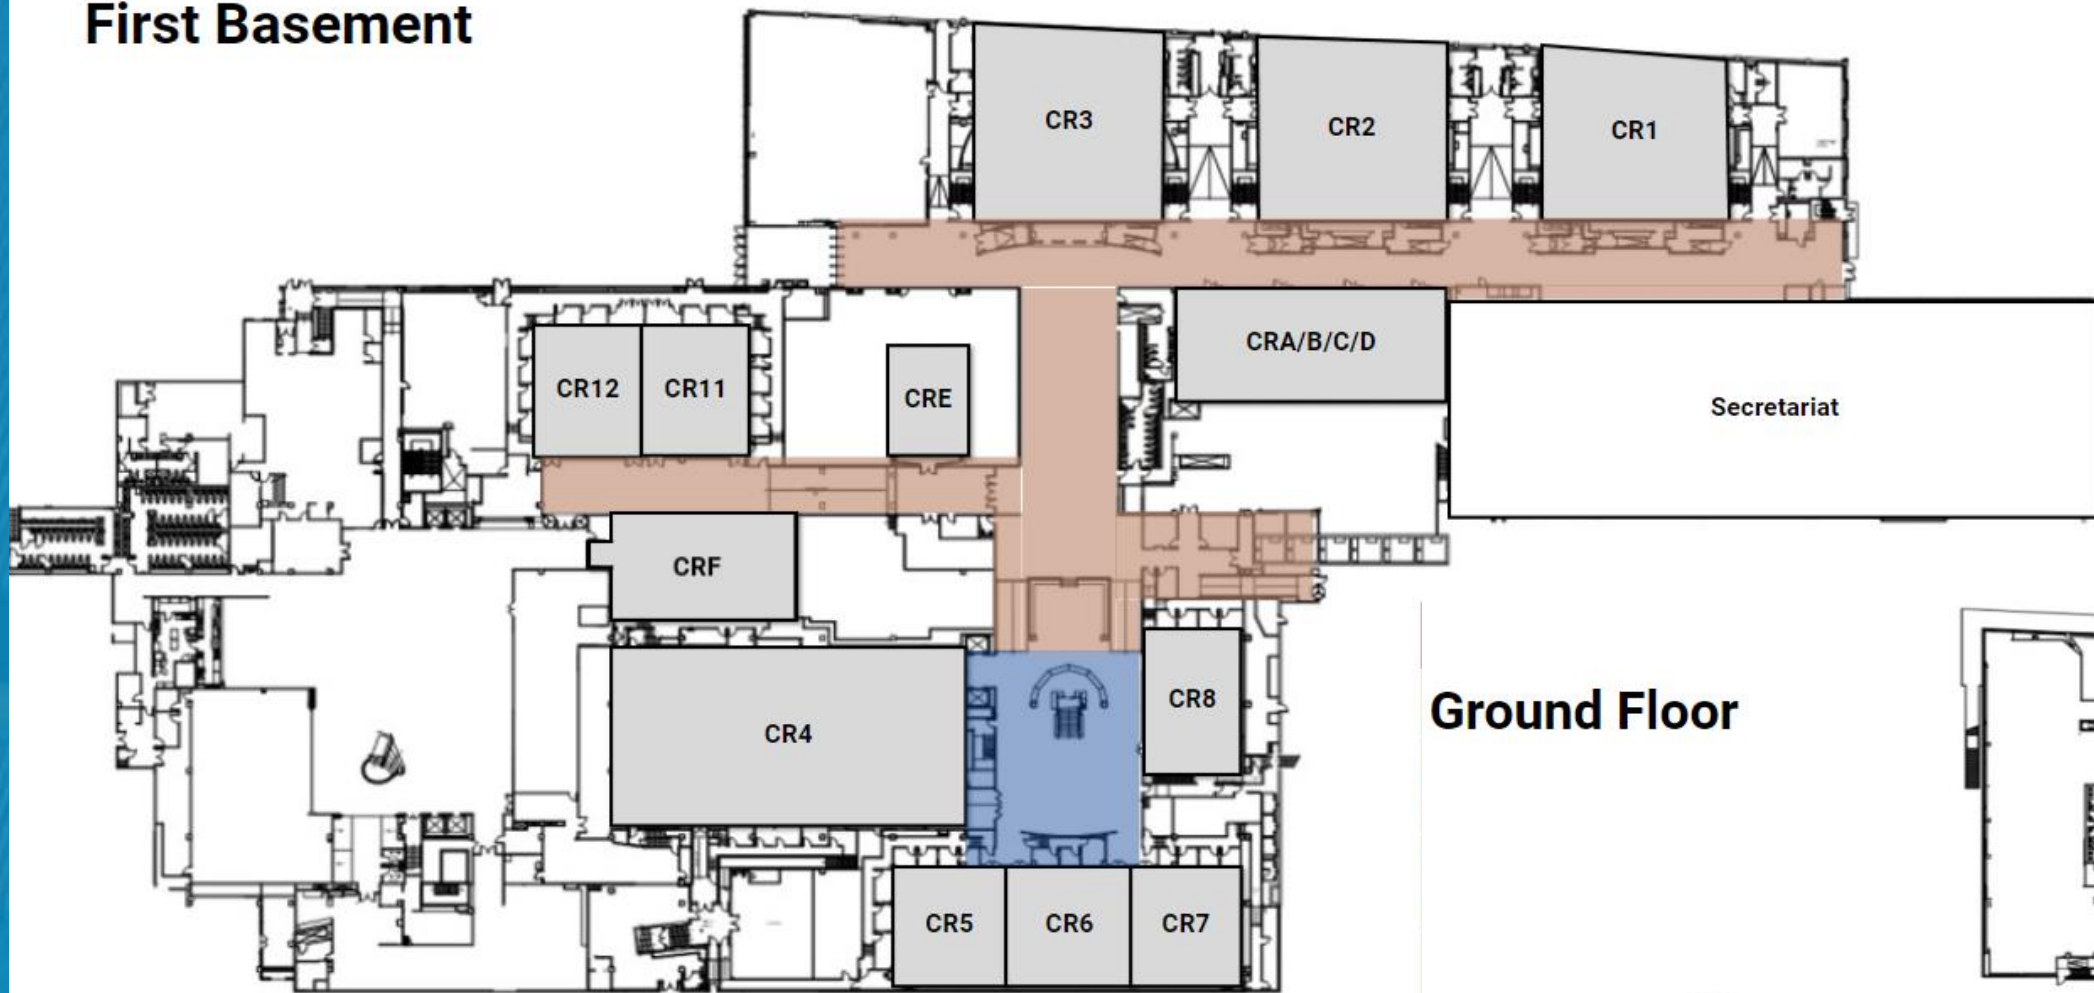 First Basement
CR3
CR2
CR1
CRA/B/C/D
CR12
CR11
CRE
Secretariat
CRF
CR8
Ground Floor
CR4
CR5
CR6
CR7